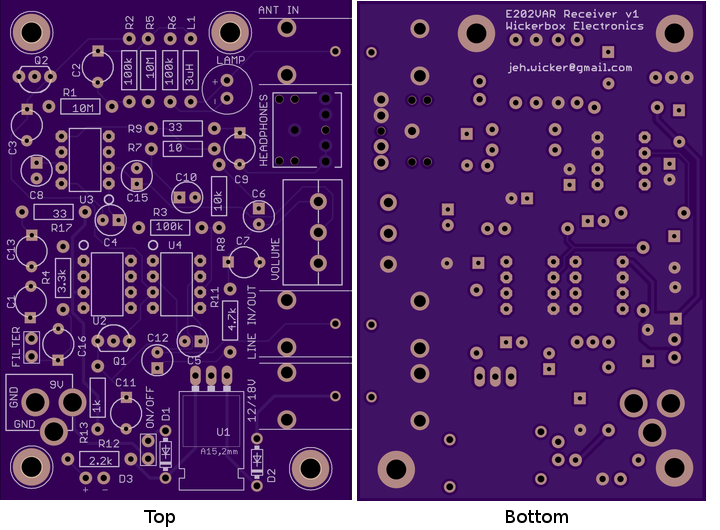 ANT IN
R2
R5
R6
L1
Q2
C2
100k
10M
100k
3uH
LAMP
+
-
R1
10M
HEADPHONES
R9
33
C3
R7
10
C9
C8
U3
C15
C10
10k
C6
33
R17
C4
R3
100k
R8
C7
VOLUME
C13
R4
3.3k
U4
C1
R11
4.7k
LINE IN/OUT
U2
FILTER
C16
Q1
C12
C5
9V
GND
GND
1k
C11
R13
ON/OFF
D1
12/18V
U1
A15,2mm
R12
2.2k
D2
+ -
D3
E202VAR Receiver v1
Wickerbox Electronics
jeh.wicker@gmail.com
Top
Bottom